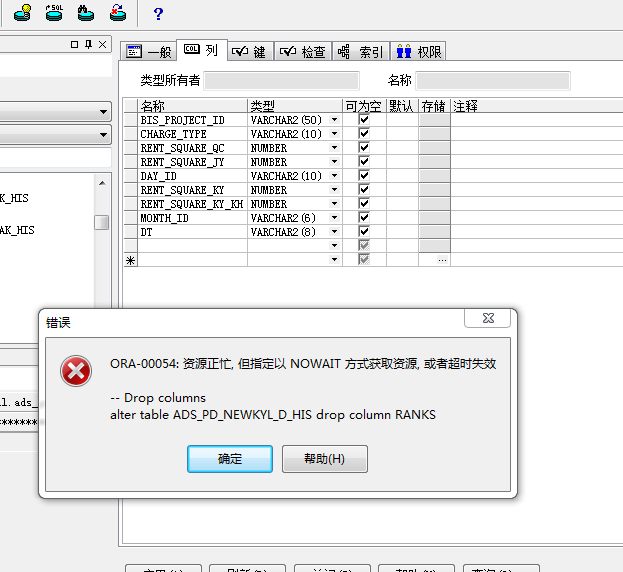 SQL
?
一般
COL 列
键
检查
索引
权限
类型所有者
名称
名称 类型 可为空 默认 存储 注释
BIS_PROJECT_ID VARCHAR2(50)
CHARGE_TYPE VARCHAR2(10)
RENT_SQUARE_QC NUMBER
RENT_SQUARE_JY NUMBER
DAY_ID VARCHAR2(10)
RENT_SQUARE_KY NUMBER
RENT_SQUARE_KY_KH NUMBER
MONTH_ID VARCHAR2(6)
DT VARCHAR2(8)
* ...
K_HIS
AK_HIS
错误
ORA-00054: 资源正忙, 但指定以 NOWAIT 方式获取资源, 或者超时失效
-- Drop columns
alter table ADS_PD_NEWKYL_D_HIS drop column RANKS
确定
帮助(H)
l.ads_